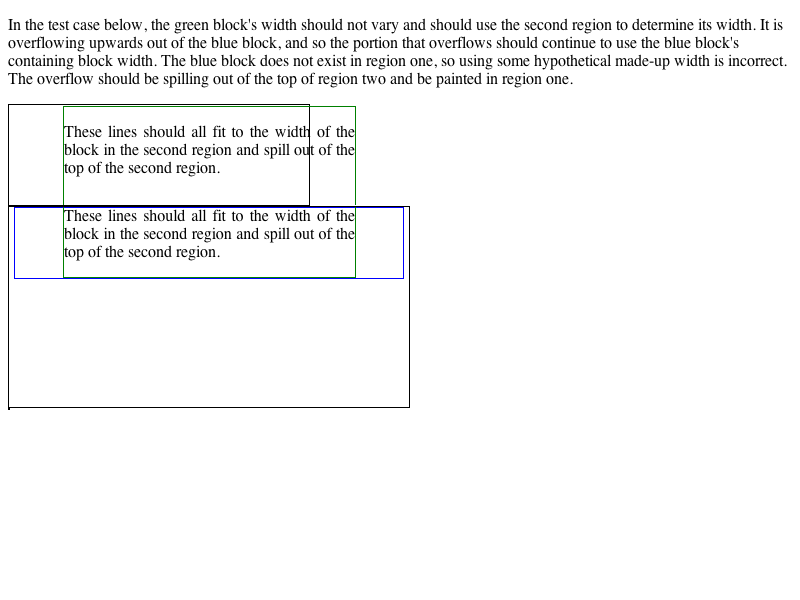 In the test case below, the green block's width should not vary and should use the second region to determine its width. It is
overflowing upwards out of the blue block, and so the portion that overflows should continue to use the blue block's
containing block width. The blue block does not exist in region one, so using some hypothetical made-up width is incorrect.
The overflow should be spilling out of the top of region two and be painted in region one.
These lines should all fit to the width of the
block in the second region and spill out of the
top of the second region.
These lines should all fit to the width of the
block in the second region and spill out of the
top of the second region.